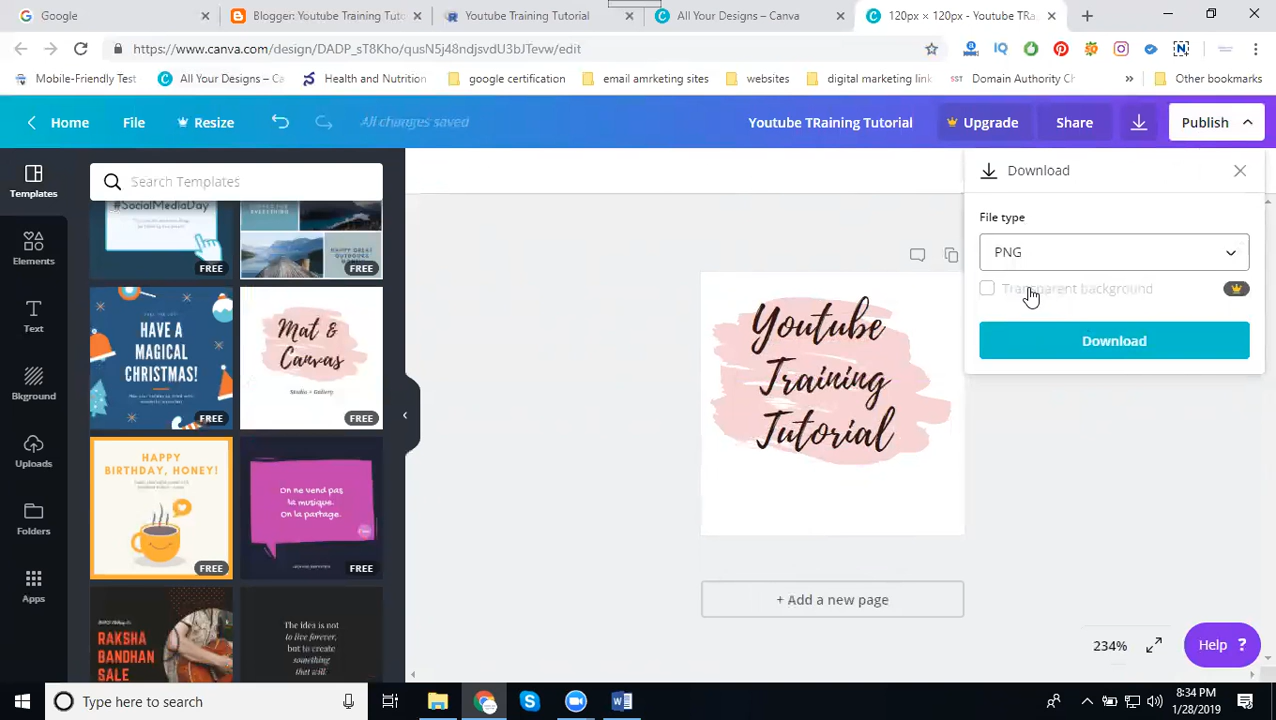 Google
Blogger: Youtube Training Tuto
Youtube Training Tutorial
All Your Designs – Canva
120px × 120px - Youtube TRa
https://www.canva.com/design/DADP_sT8Kho/qusN5j48ndjsvdU3bJTevw/edit
Mobile-Friendly Test
All Your Designs – Ca
Health and Nutrition
google certification
email amrketing sites
websites
digital marketing link
Domain Authority Ch
Other bookmarks
Home
File
Resize
All changes saved
Youtube TRaining Tutorial
Upgrade
Share
Publish
Templates
Elements
Text
Bkground
Uploads
Folders
Apps
Search Templates
#SocialMediaDay
FREE
FREE
HAVE A
MAGICAL
CHRISTMAS!
FREE
Mat &
Canvas
Studio + Gallery
FREE
HAPPY
BIRTHDAY, HONEY!
FREE
On ne vend pas
la musique.
On la partage.
FREE
RAKSHA
BANDHAN
SALE
The idea is not
to live forever,
but to create
something
that will
Youtube
Training
Tutorial
+ Add a new page
Download
File type
PNG
Transparent background
Download
234%
Help ?
Type here to search
8:34 PM
1/28/2019